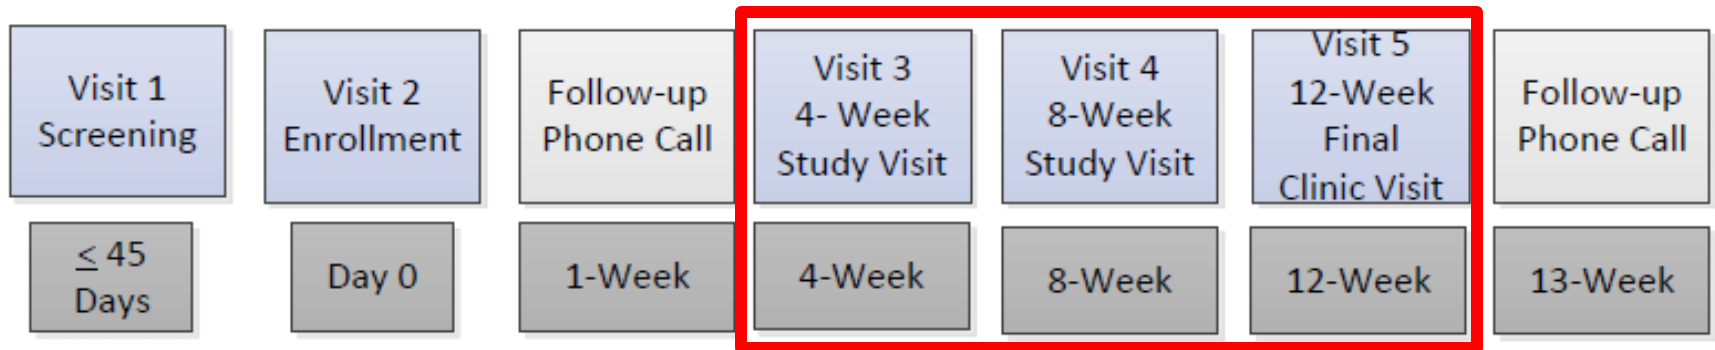 Visit 1
Screening
Visit 2
Enrollment
Follow-up
Phone Call
Visit 3
4- Week
Study Visit
Visit 4
8-Week
Study Visit
Visit 5
12-Week
Final
Clinic Visit
Follow-up
Phone Call
≤ 45
Days
Day 0
1-Week
4-Week
8-Week
12-Week
13-Week